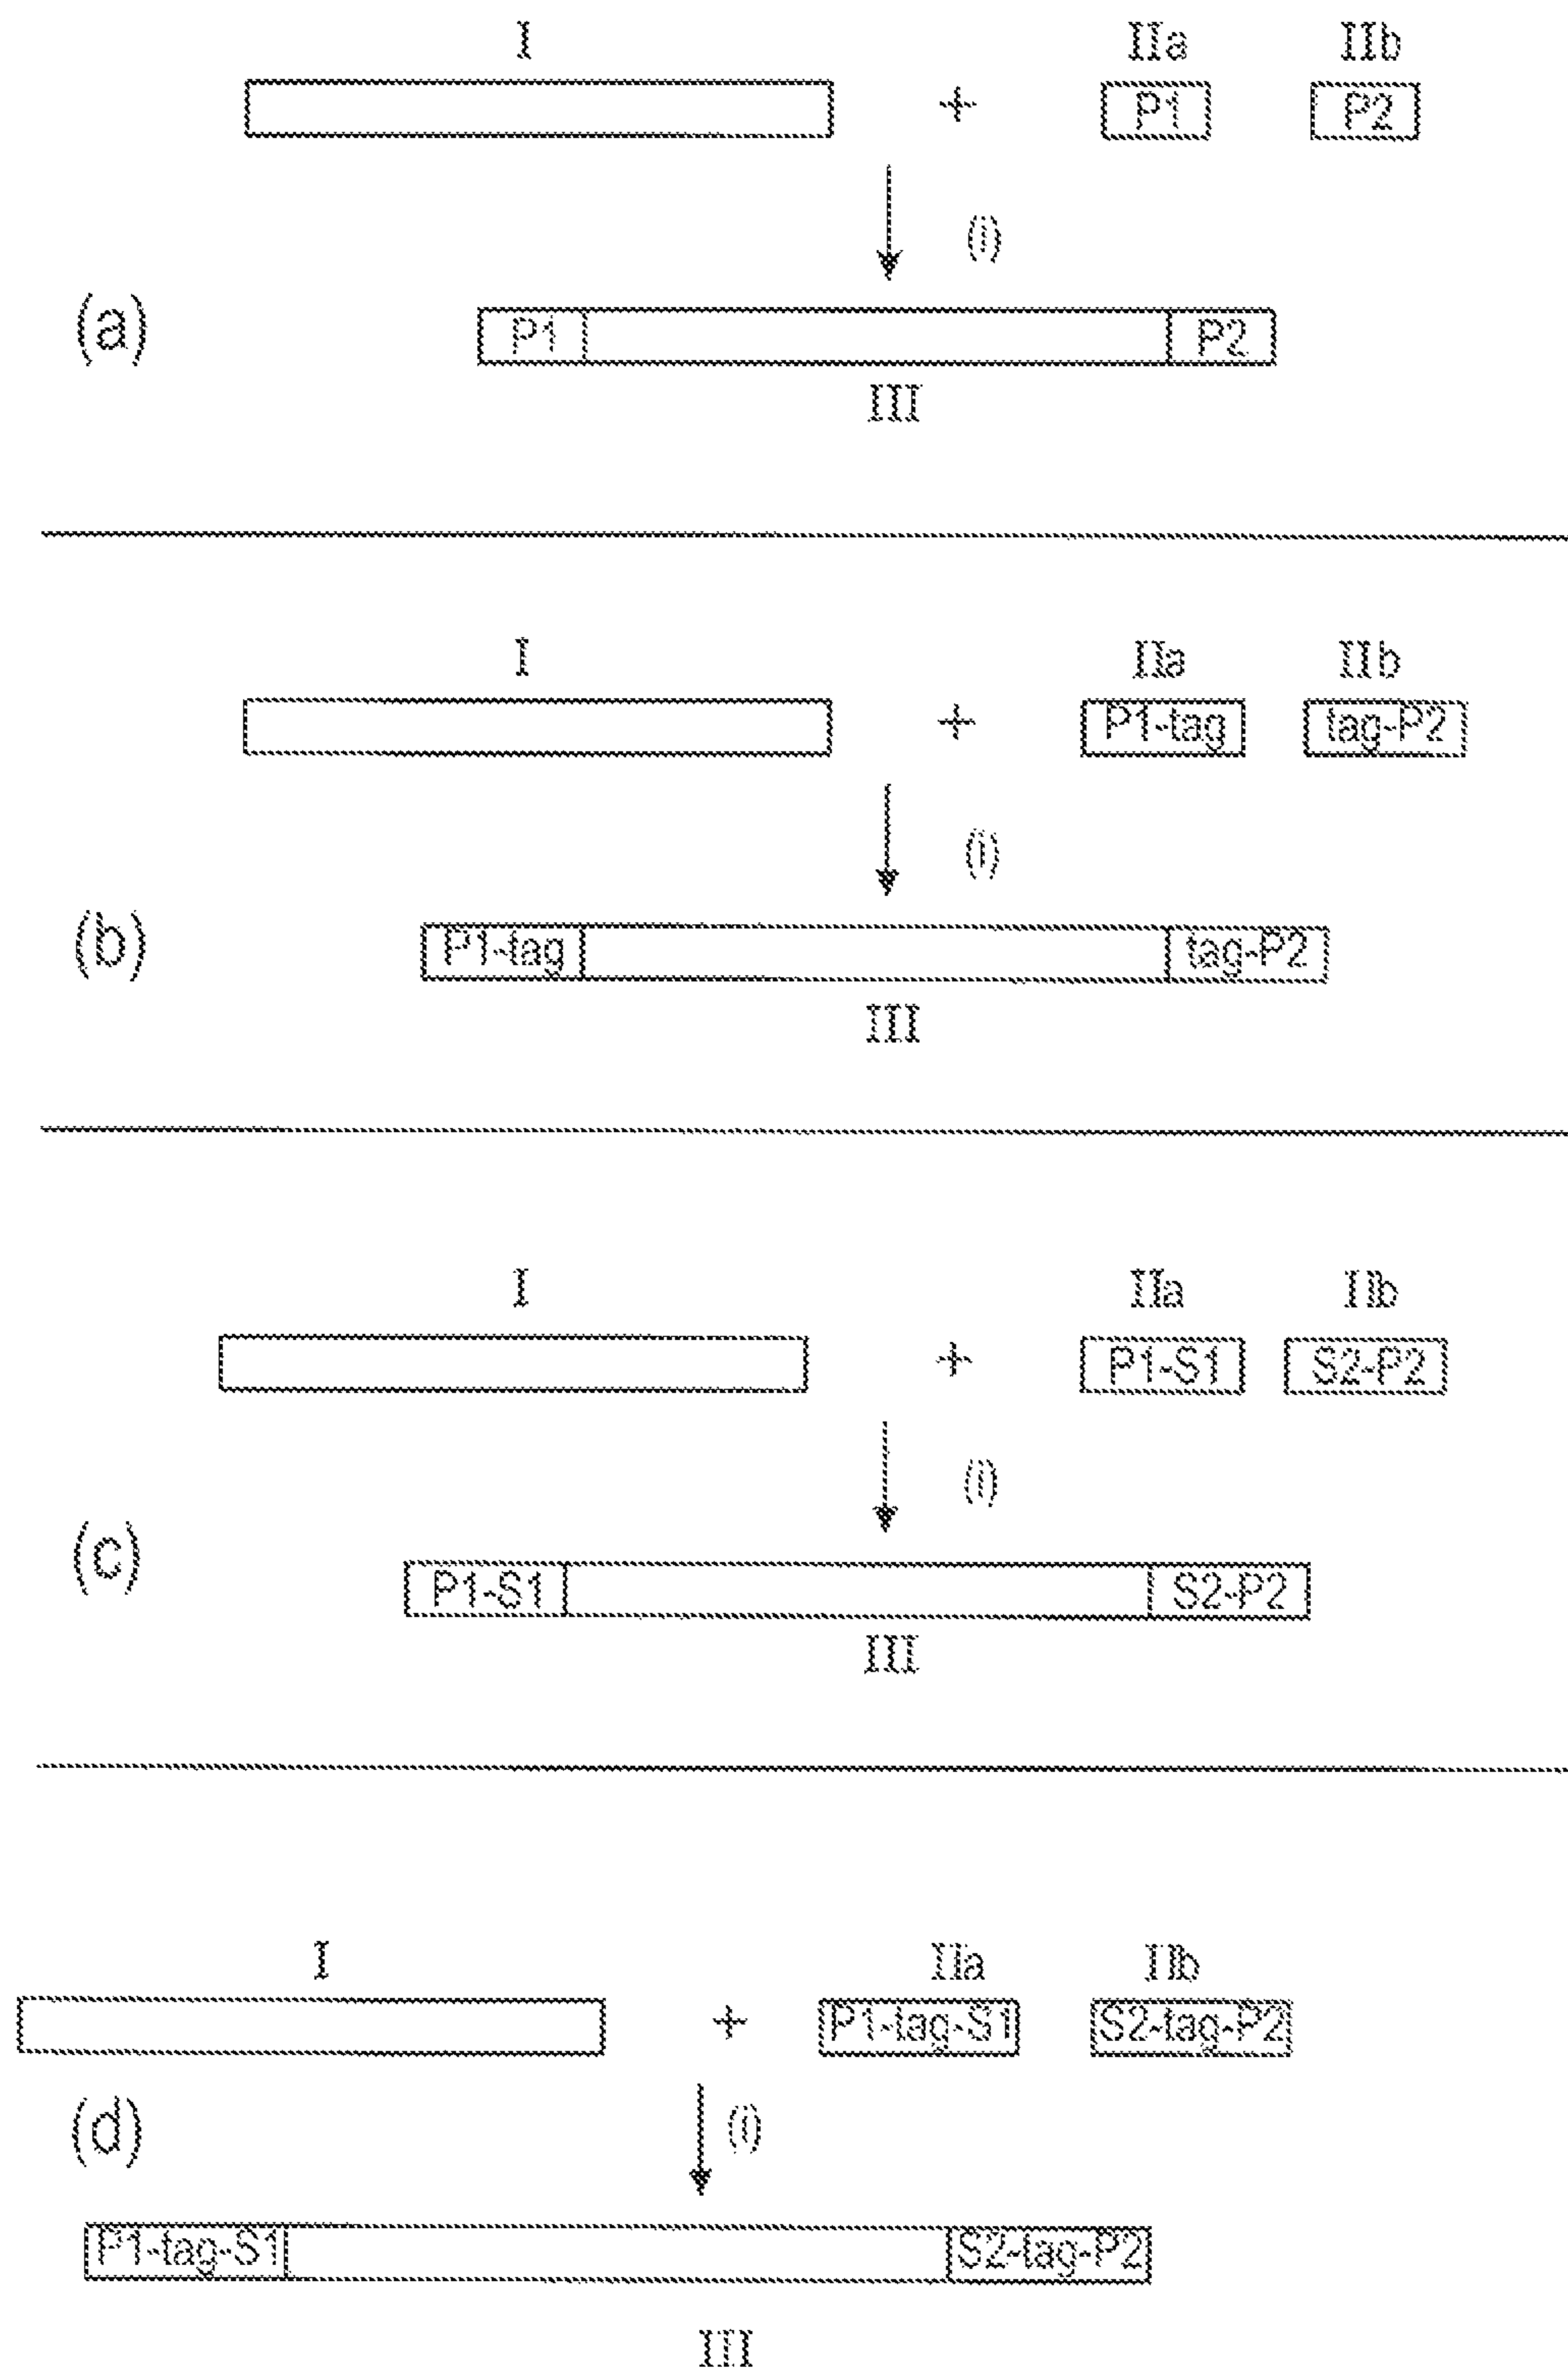 I IIa IIb
+ P1 P2
(i)
(a)
P1 P2
III
I IIa IIb
+ P1-tag tag-P2
(i)
(b)
P1-tag tag-P2
III
I IIa IIb
+ P1-S1 S2-P2
(i)
(c)
P1-S1 S2-P2
III
I IIa IIb
+ P1-tag-S1 S2-tag-P2
(d) (i)
P1-tag-S1 S2-tag-P2
III